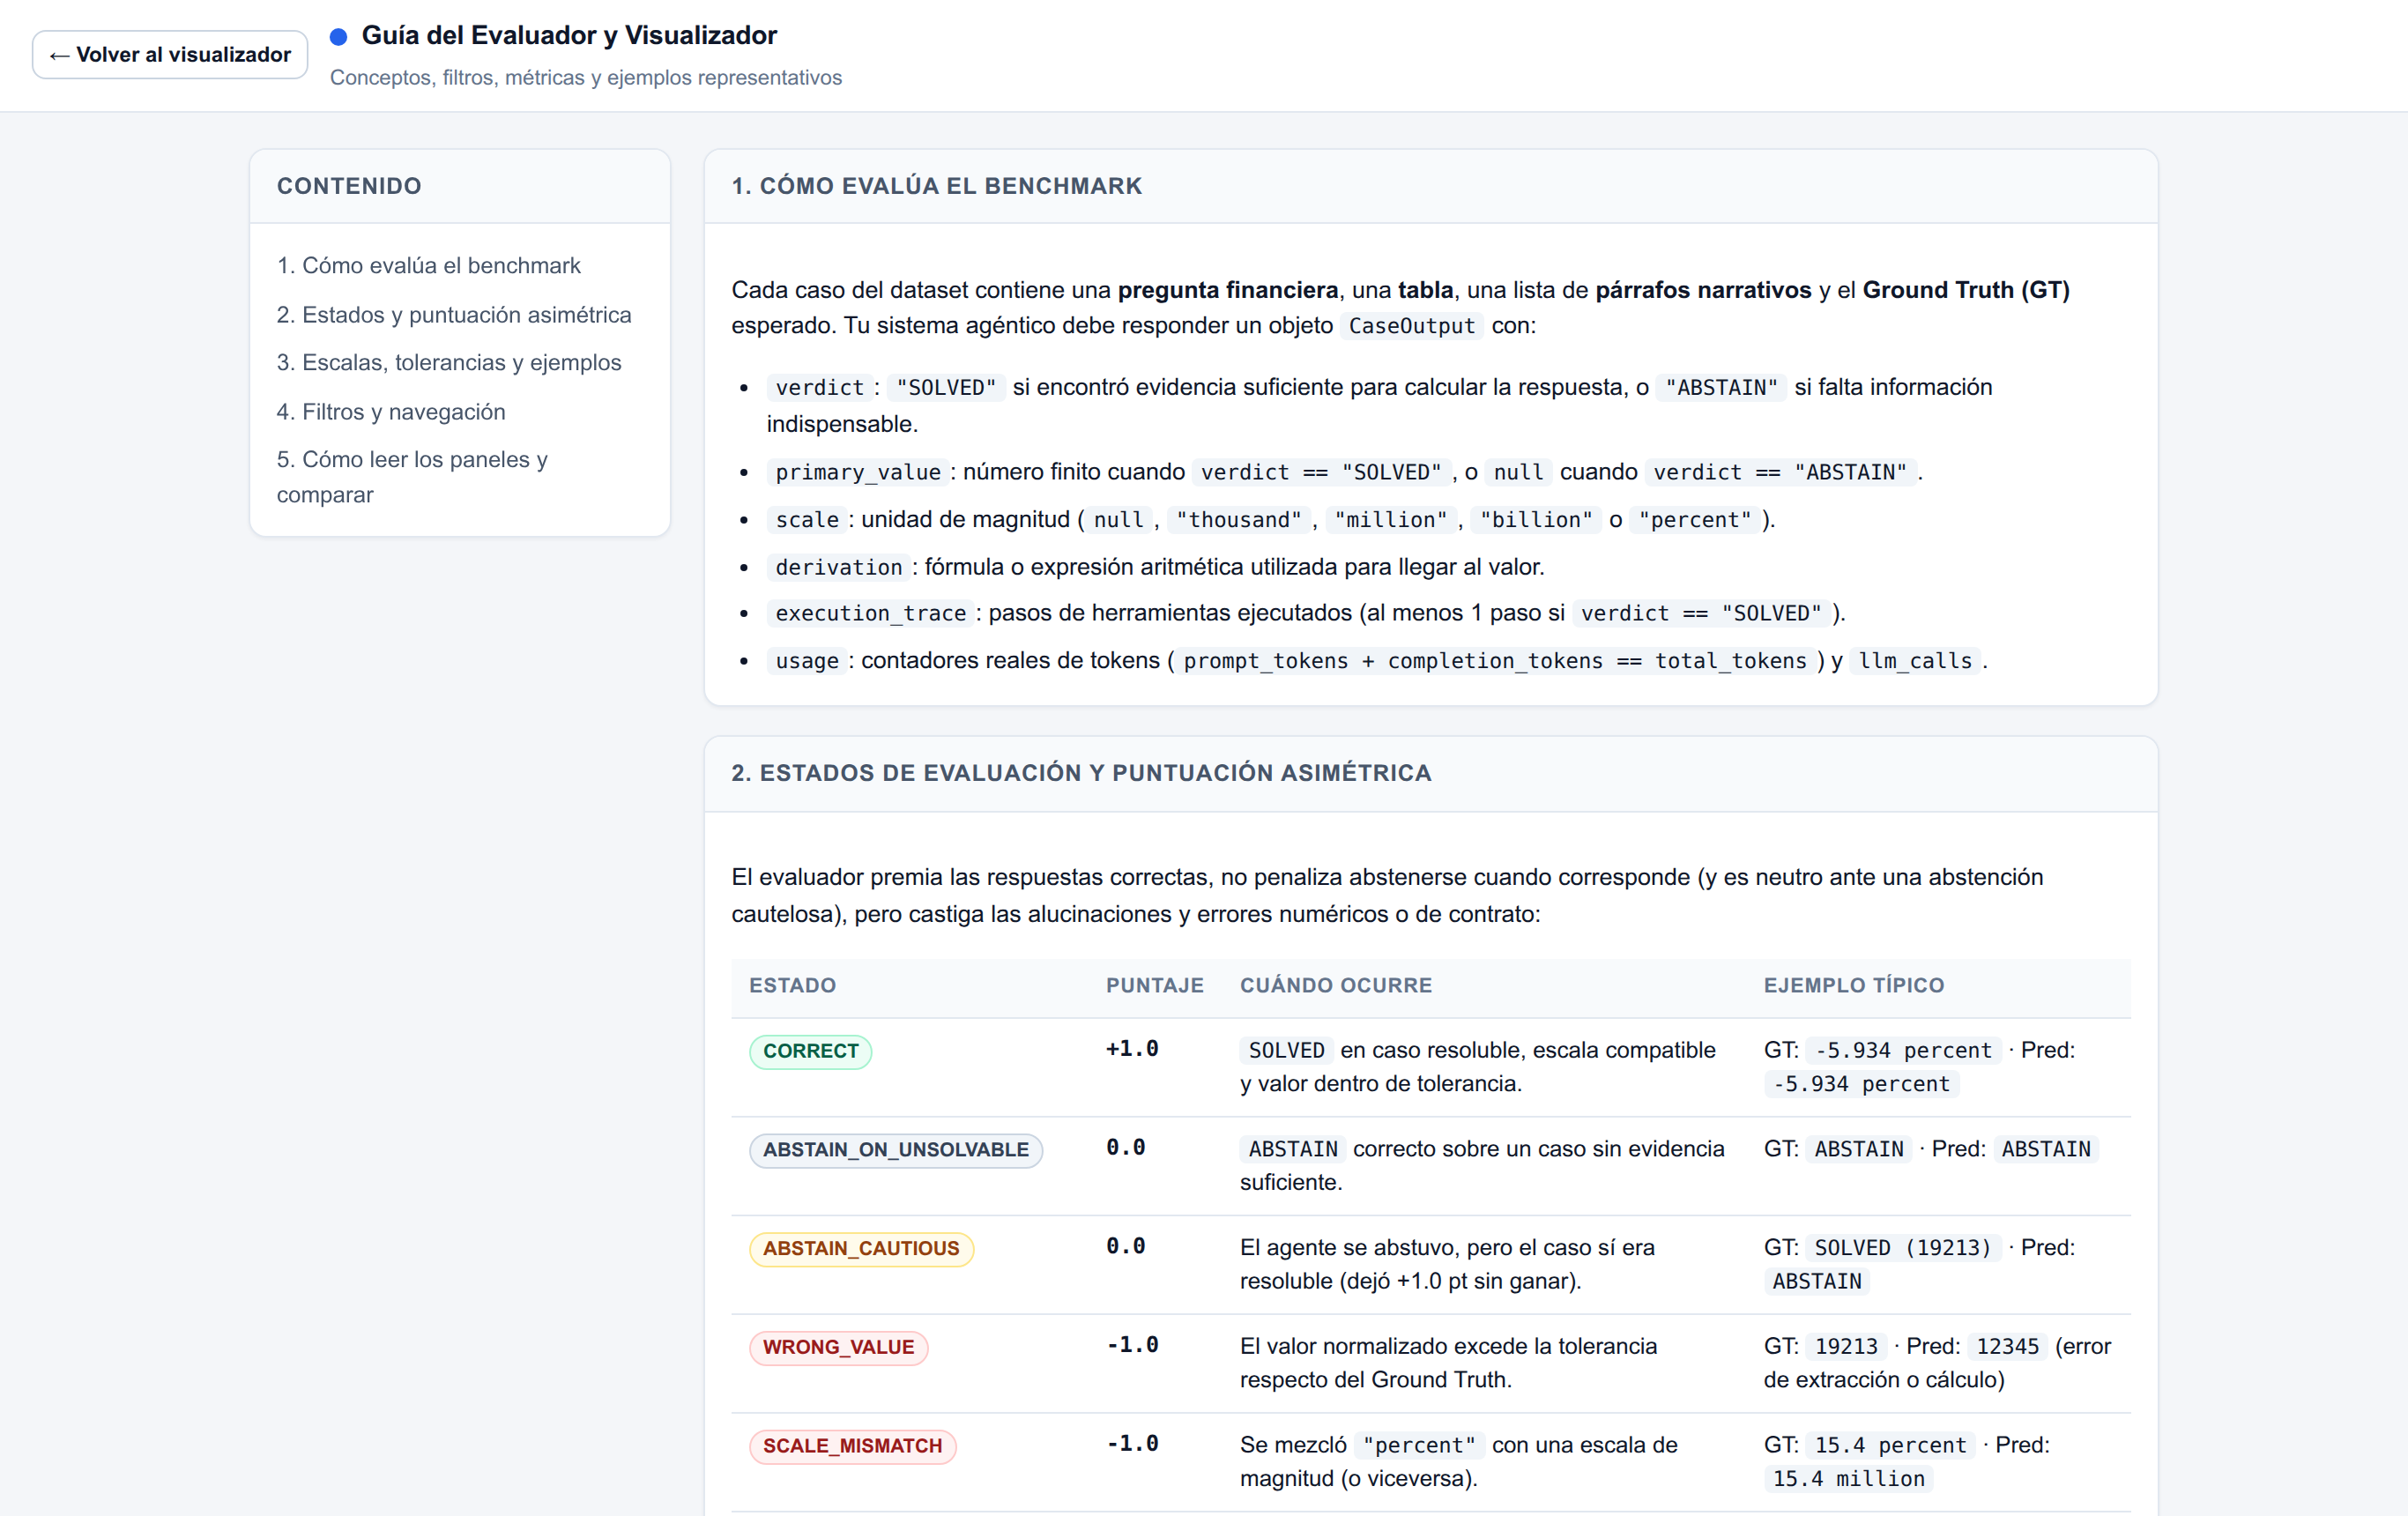 ← Volver al visualizador
Guía del Evaluador y Visualizador
Conceptos, filtros, métricas y ejemplos representativos
CONTENIDO
1. Cómo evalúa el benchmark
2. Estados y puntuación asimétrica
3. Escalas, tolerancias y ejemplos
4. Filtros y navegación
5. Cómo leer los paneles y
comparar
1. CÓMO EVALÚA EL BENCHMARK
Cada caso del dataset contiene una pregunta financiera, una tabla, una lista de párrafos narrativos y el Ground Truth (GT)
esperado. Tu sistema agéntico debe responder un objeto CaseOutput con:
• verdict: "SOLVED" si encontró evidencia suficiente para calcular la respuesta, o "ABSTAIN" si falta información
indispensable.
• primary_value: número finito cuando verdict == "SOLVED", o null cuando verdict == "ABSTAIN".
• scale: unidad de magnitud (null, "thousand", "million", "billion" o "percent").
• derivation: fórmula o expresión aritmética utilizada para llegar al valor.
• execution_trace: pasos de herramientas ejecutados (al menos 1 paso si verdict == "SOLVED").
• usage: contadores reales de tokens (prompt_tokens + completion_tokens == total_tokens) y llm_calls.
2. ESTADOS DE EVALUACIÓN Y PUNTUACIÓN ASIMÉTRICA
El evaluador premia las respuestas correctas, no penaliza abstenerse cuando corresponde (y es neutro ante una abstención
cautelosa), pero castiga las alucinaciones y errores numéricos o de contrato:
ESTADO PUNTAJE CUÁNDO OCURRE EJEMPLO TÍPICO
CORRECT +1.0 SOLVED en caso resoluble, escala compatible GT: -5.934 percent · Pred:
y valor dentro de tolerancia. -5.934 percent
ABSTAIN_ON_UNSOLVABLE 0.0 ABSTAIN correcto sobre un caso sin evidencia GT: ABSTAIN · Pred: ABSTAIN
suficiente.
ABSTAIN_CAUTIOUS 0.0 El agente se abstuvo, pero el caso sí era GT: SOLVED (19213) · Pred:
resoluble (dejó +1.0 pt sin ganar). ABSTAIN
WRONG_VALUE -1.0 El valor normalizado excede la tolerancia GT: 19213 · Pred: 12345 (error
respecto del Ground Truth. de extracción o cálculo)
SCALE_MISMATCH -1.0 Se mezcló "percent" con una escala de GT: 15.4 percent · Pred:
magnitud (o viceversa). 15.4 million